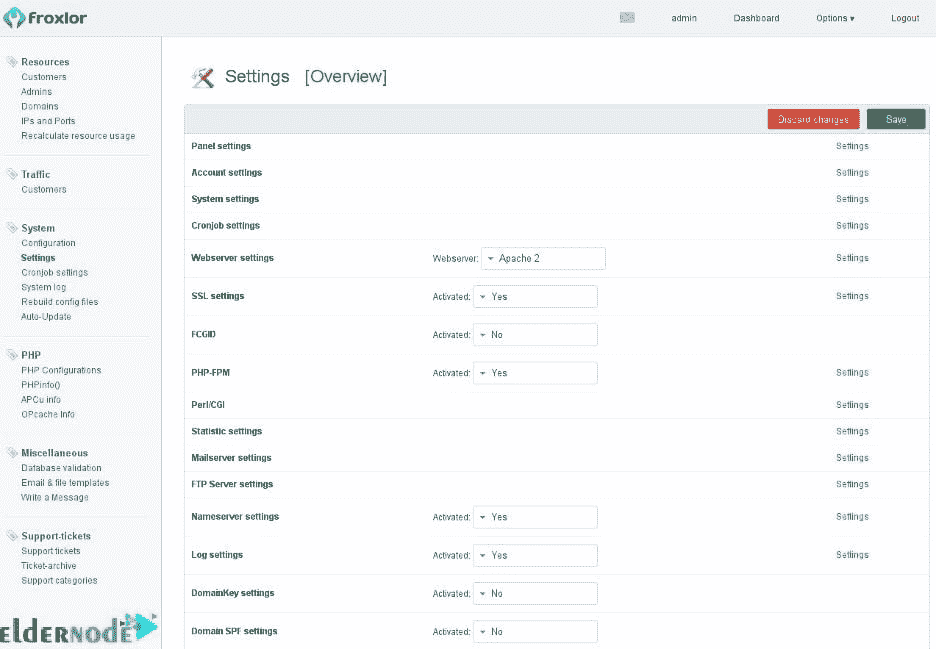 froxlor
admin
Dashboard
Options ▾
Logout
Resources
Customers
Admins
Domains
IPs and Ports
Recalculate resource usage
Traffic
Customers
System
Configuration
Settings
Cronjob settings
System log
Rebuild config files
Auto-Update
PHP
PHP Configurations
PHPinfo()
APCu info
OPcache Info
Miscellaneous
Database validation
Email & file templates
Write a Message
Support-tickets
Support tickets
Ticket-archive
Support categories
ELDERNODE
Settings [Overview]
Discard changes Save
Panel settings Settings
Account settings Settings
System settings Settings
Cronjob settings Settings
Webserver settings Webserver: Apache 2 Settings
SSL settings Activated: Yes Settings
FCGID Activated: No
PHP-FPM Activated: Yes Settings
Perl/CGI Settings
Statistic settings Settings
Mailserver settings Settings
FTP Server settings Settings
Nameserver settings Activated: Yes Settings
Log settings Activated: Yes Settings
DomainKey settings Activated: No
Domain SPF settings Activated: No